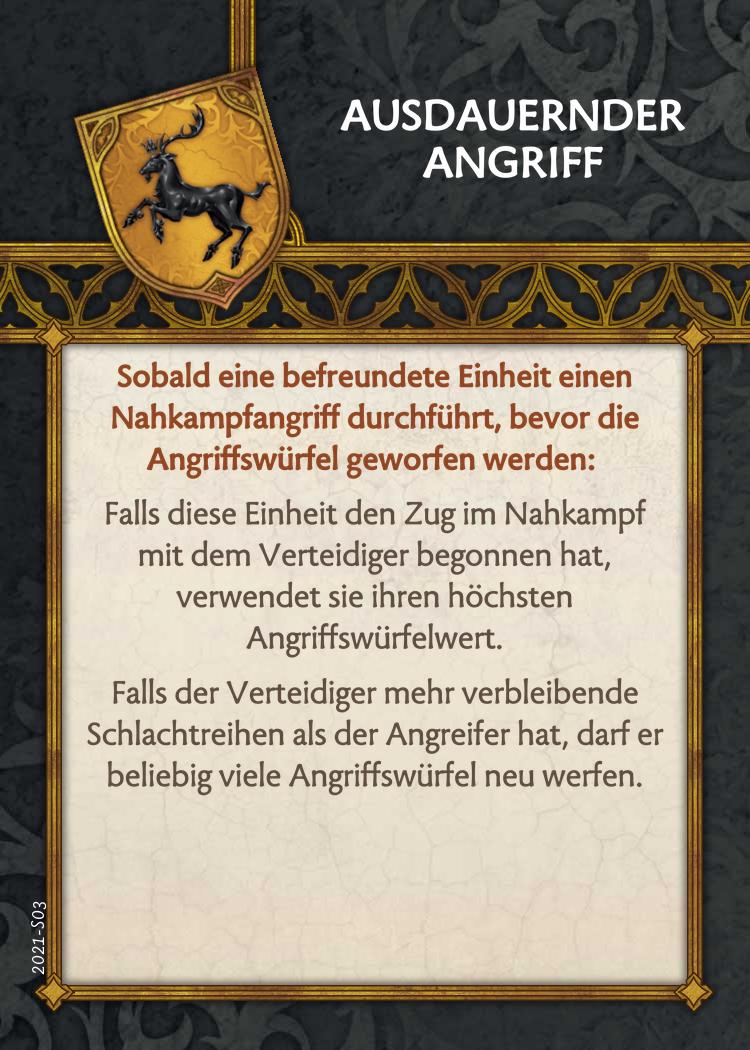 AUSDAUERNDER
ANGRIFF
Sobald eine befreundete Einheit einen
Nahkampfangriff durchführt, bevor die
Angriffswürfel geworfen werden:
Falls diese Einheit den Zug im Nahkampf
mit dem Verteidiger begonnen hat,
verwendet sie ihren höchsten
Angriffswürfelwert.
Falls der Verteidiger mehr verbleibende
Schlachtreihen als der Angreifer hat, darf er
beliebig viele Angriffswürfel neu werfen.
2021-S03